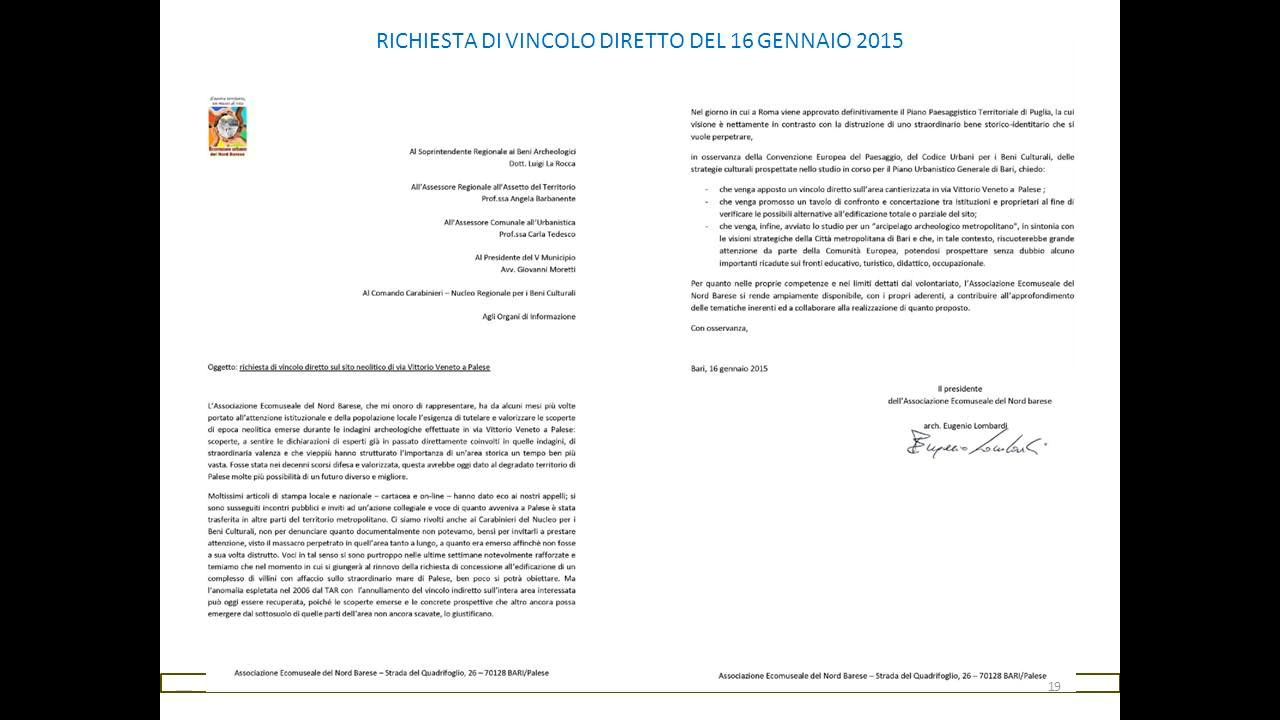 RICHIESTA DI VINCOLO DIRETTO DEL 16 GENNAIO 2015
Ecomuseo urbano
del Nord Barese
Al Soprintendente Regionale ai Beni Archeologici
Dott. Luigi La Rocca
All'Assessore Regionale all'Assetto del Territorio
Prof.ssa Angela Barbanente
All'Assessore Comunale all'Urbanistica
Prof.ssa Carla Tedesco
Al Presidente del V Municipio
Avv. Giovanni Moretti
Al Comando Carabinieri – Nucleo Regionale per i Beni Culturali
Agli Organi di Informazione
Oggetto: richiesta di vincolo diretto sul sito neolitico di via Vittorio Veneto a Palese
L'Associazione Ecomuseale del Nord Barese, che mi onoro di rappresentare, ha da alcuni mesi più volte
portato all'attenzione istituzionale e della popolazione locale l'esigenza di tutelare e valorizzare le scoperte
di epoca neolitica emerse durante le indagini archeologiche effettuate in via Vittorio Veneto a Palese:
scoperte, a sentire le dichiarazioni di esperti già in passato direttamente coinvolti in quelle indagini, di
straordinaria valenza e che vieppiù hanno strutturato l'importanza di un'area storica un tempo ben più
vasta. Fosse stata nei decenni scorsi difesa e valorizzata, questa avrebbe oggi dato al degradato territorio di
Palese molte più possibilità di un futuro diverso e migliore.
Moltissimi articoli di stampa locale e nazionale – cartacea e on-line – hanno dato eco ai nostri appelli; si
sono susseguiti incontri pubblici e inviti ad un'azione collegiale e voce di quanto avveniva a Palese è stata
trasferita in altre parti del territorio metropolitano. Ci siamo rivolti anche ai Carabinieri del Nucleo per i
Beni Culturali, non per denunciare quanto documentalmente non potevamo, bensì per invitarli a prestare
attenzione, visto il massacro perpetrato in quell'area tanto a lungo, a quanto era emerso affinchè non fosse
a sua volta distrutto. Voci in tal senso si sono purtroppo nelle ultime settimane notevolmente rafforzate e
temiamo che nel momento in cui si giungerà al rinnovo della richiesta di concessione all'edificazione di un
complesso di villini con affaccio sullo straordinario mare di Palese, ben poco si potrà obiettare. Ma
l'anomalia espletata nel 2006 dal TAR con l'annullamento del vincolo indiretto sull'intera area interessata
può oggi essere recuperata, poiché le scoperte emerse e le concrete prospettive che altro ancora possa
emergere dal sottosuolo di quelle parti dell'area non ancora scavate, lo giustificano.
Associazione Ecomuseale del Nord Barese – Strada del Quadrifoglio, 26 – 70128 BARI/Palese
Nel giorno in cui a Roma viene approvato definitivamente il Piano Paesaggistico Territoriale di Puglia, la cui
visione è nettamente in contrasto con la distruzione di uno straordinario bene storico-identitario che si
vuole perpetrare,
in osservanza della Convenzione Europea del Paesaggio, del Codice Urbani per i Beni Culturali, delle
strategie culturali prospettate nello studio in corso per il Piano Urbanistico Generale di Bari, chiedo:
- che venga apposto un vincolo diretto sull'area cantierizzata in via Vittorio Veneto a Palese ;
- che venga promosso un tavolo di confronto e concertazione tra istituzioni e proprietari al fine di
verificare le possibili alternative all'edificazione totale o parziale del sito;
- che venga, infine, avviato lo studio per un "arcipelago archeologico metropolitano", in sintonia con
le visioni strategiche della Città metropolitana di Bari e che, in tale contesto, riscuoterebbe grande
attenzione da parte della Comunità Europea, potendosi prospettare senza dubbio alcuno
importanti ricadute sui fronti educativo, turistico, didattico, occupazionale.
Per quanto nelle proprie competenze e nei limiti dettati dal volontariato, l'Associazione Ecomuseale del
Nord Barese si rende ampiamente disponibile, con i propri aderenti, a contribuire all'approfondimento
delle tematiche inerenti ed a collaborare alla realizzazione di quanto proposto.
Con osservanza,
Bari, 16 gennaio 2015
Il presidente
dell'Associazione Ecomuseale del Nord barese
arch. Eugenio Lombardi
Eugenio Lombardi
Associazione Ecomuseale del Nord Barese – Strada del Quadrifoglio, 26 – 70128 BARI/Palese
19